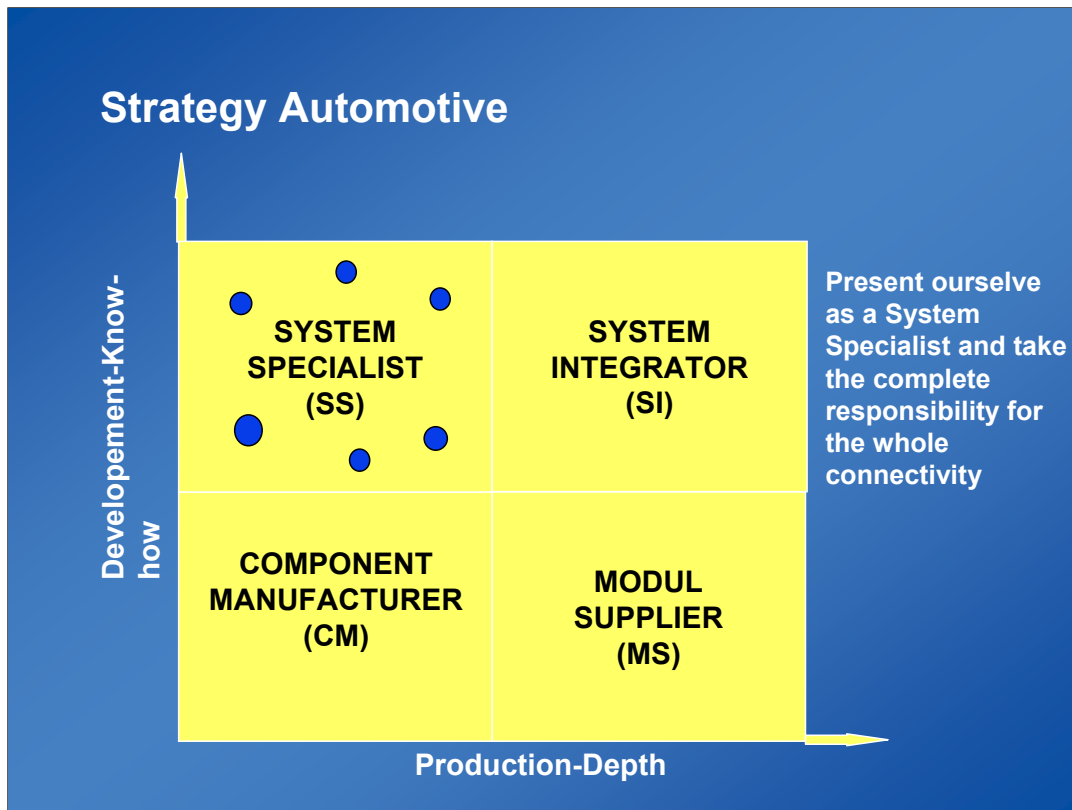 Strategy Automotive
Developement-Know-
how
SYSTEM
SPECIALIST
(SS)
SYSTEM
INTEGRATOR
(SI)
Present ourselve
as a System
Specialist and take
the complete
responsibility for
the whole
connectivity
COMPONENT
MANUFACTURER
(CM)
MODUL
SUPPLIER
(MS)
Production-Depth